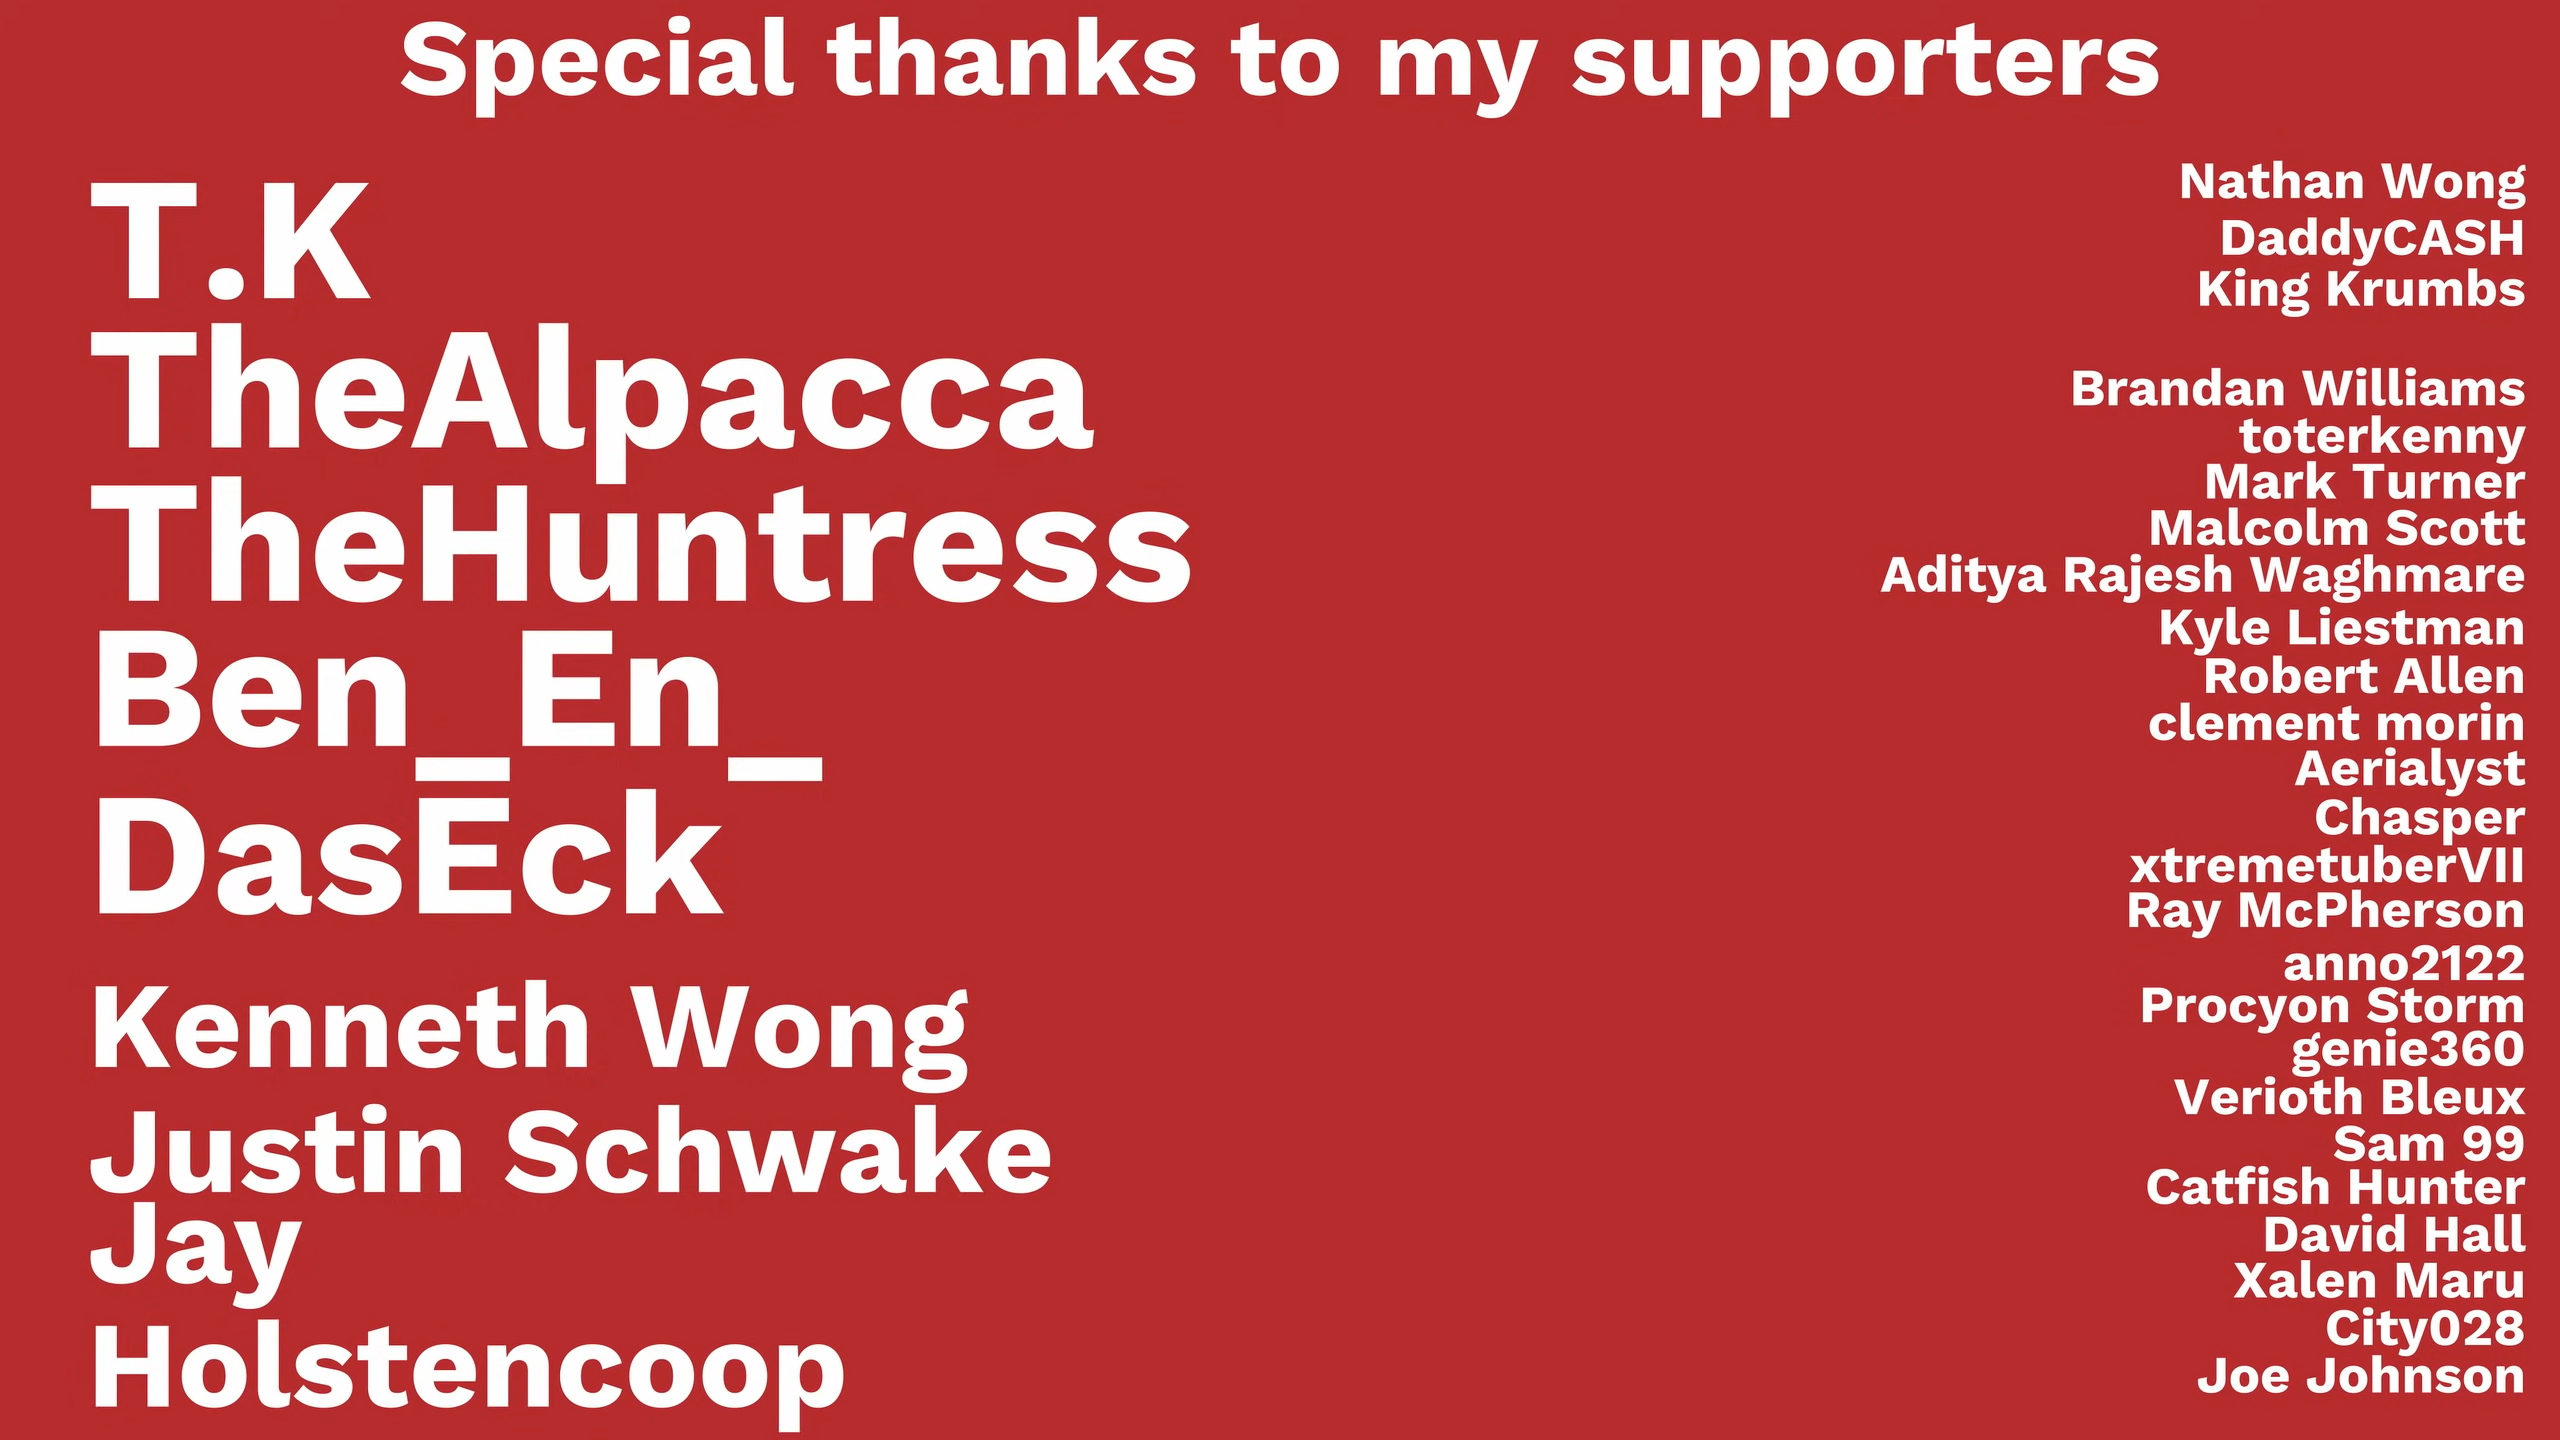 Special thanks to my supporters
T.K
TheAlpacca
TheHuntress
Ben_En_
DasEck
Kenneth Wong
Justin Schwake
Jay
Holstencoop
Nathan Wong
DaddyCASH
King Krumbs
Brandan Williams
toterkenny
Mark Turner
Malcolm Scott
Aditya Rajesh Waghmare
Kyle Liestman
Robert Allen
clement morin
Aerialyst
Chasper
xtremetuberVII
Ray McPherson
anno2122
Procyon Storm
genie360
Verioth Bleux
Sam 99
Catfish Hunter
David Hall
Xalen Maru
City028
Joe Johnson